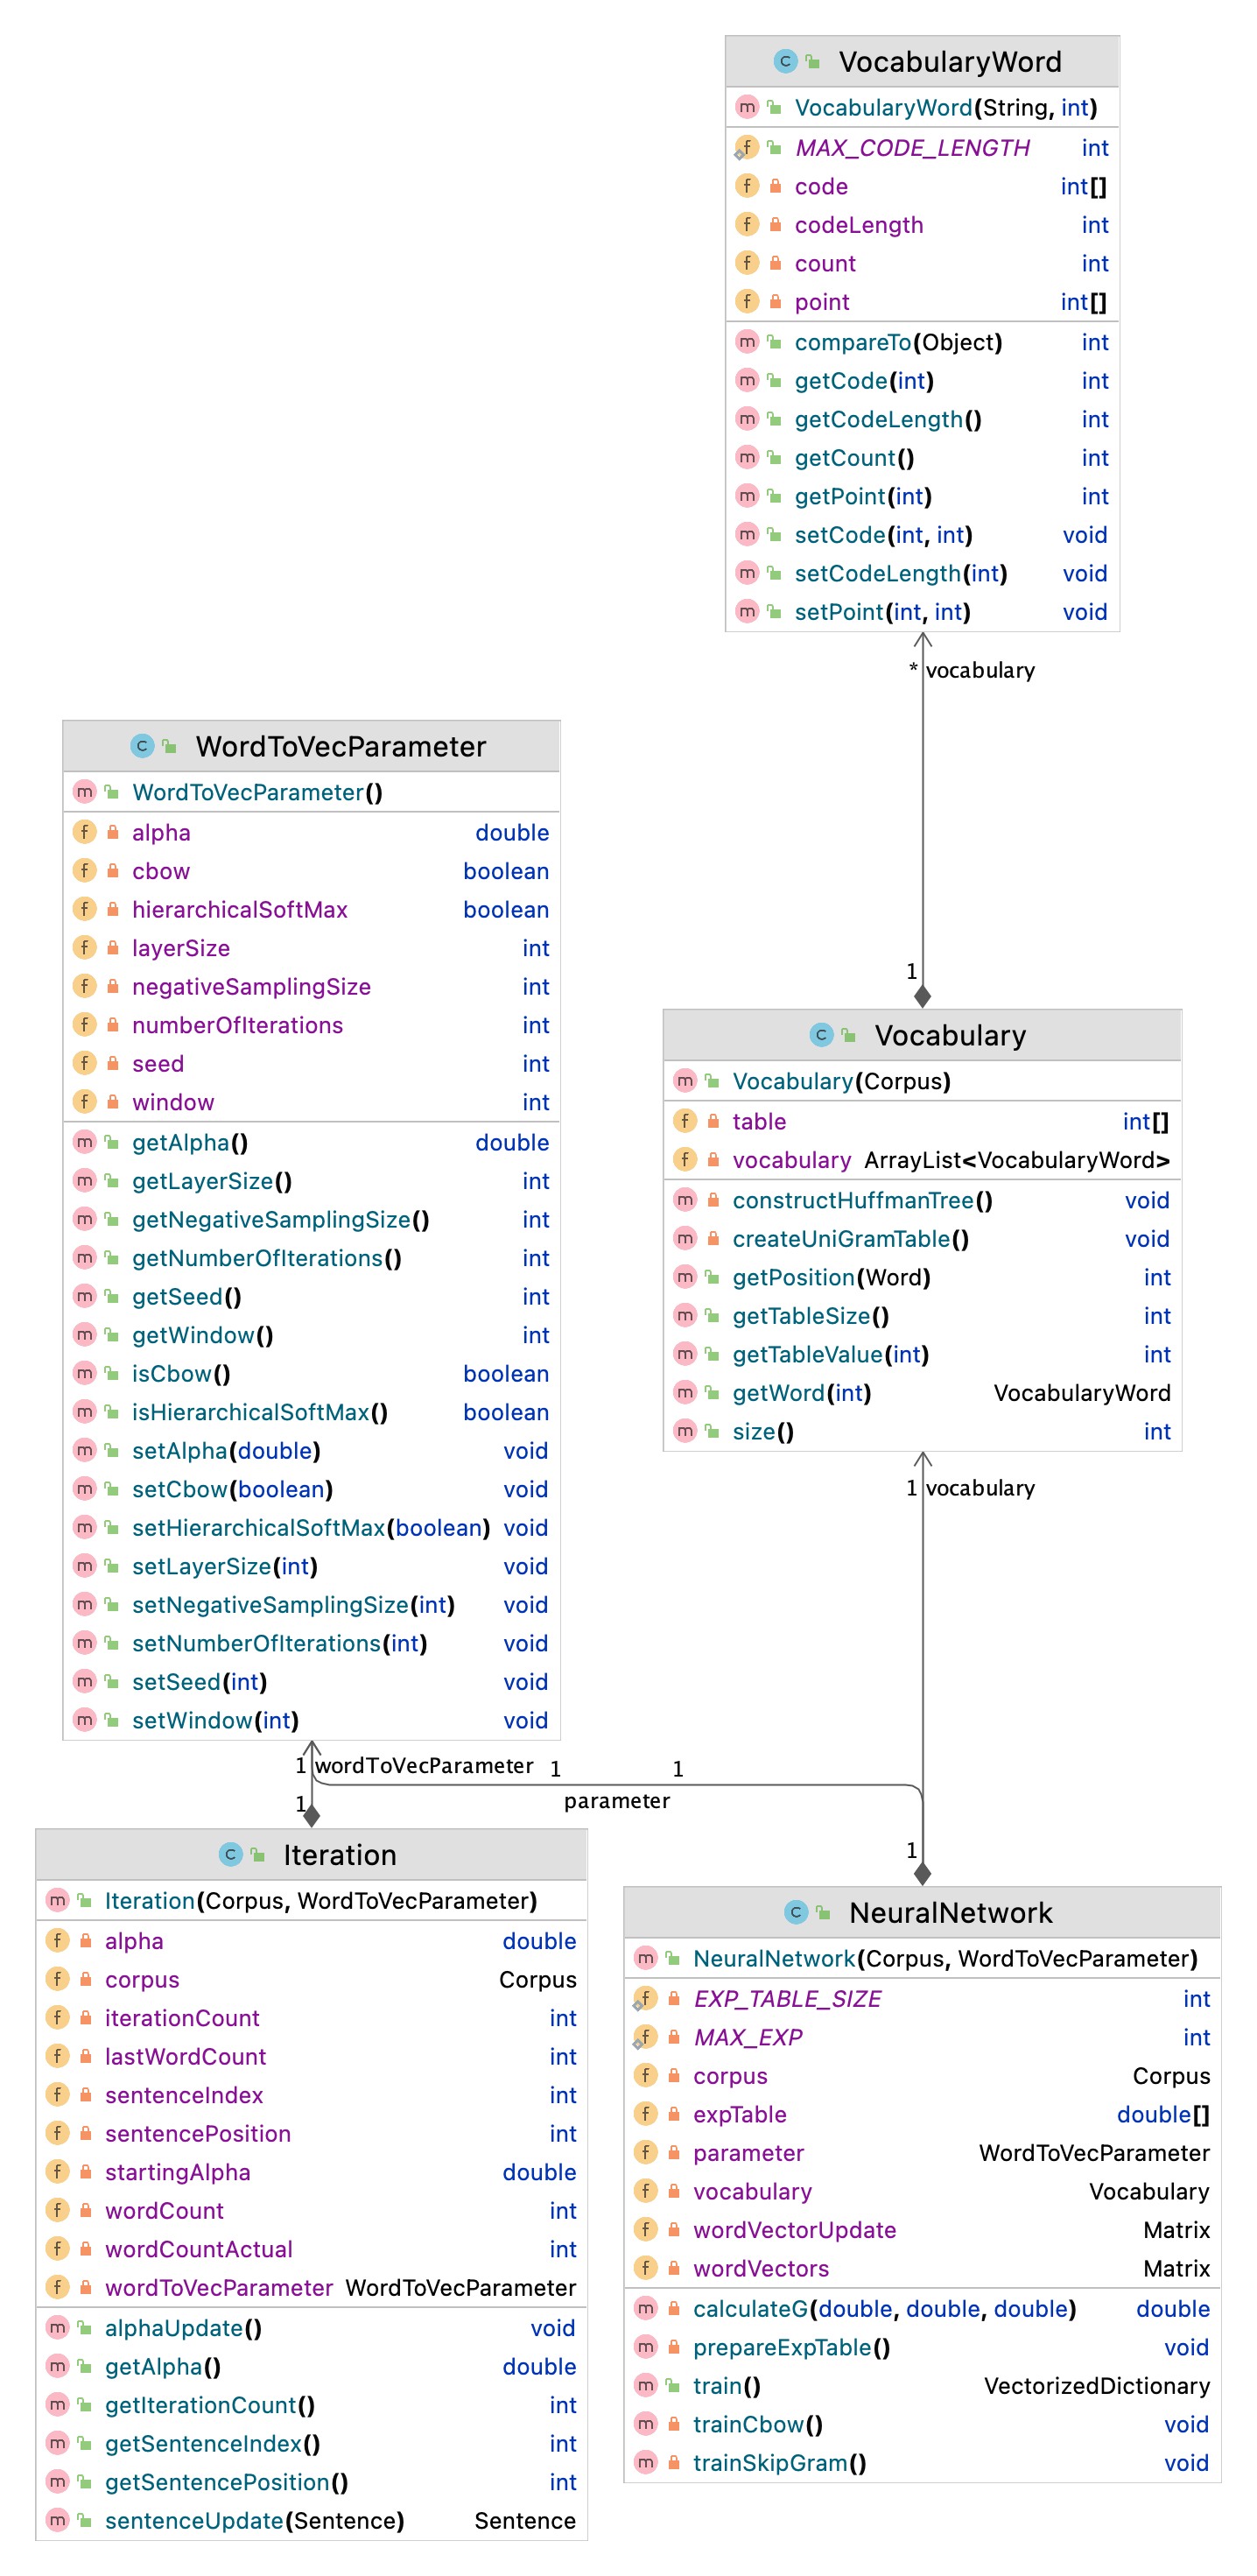 VocabularyWord
VocabularyWord(String, int)
MAX_CODE_LENGTH int
code int[]
codeLength int
count int
point int[]
compareTo(Object) int
getCode(int) int
getCodeLength() int
getCount() int
getPoint(int) int
setCode(int, int) void
setCodeLength(int) void
setPoint(int, int) void
* vocabulary
1
WordToVecParameter
WordToVecParameter()
alpha double
cbow boolean
hierarchicalSoftMax boolean
layerSize int
negativeSamplingSize int
numberOfIterations int
seed int
window int
getAlpha() double
getLayerSize() int
getNegativeSamplingSize() int
getNumberOfIterations() int
getSeed() int
getWindow() int
isCbow() boolean
isHierarchicalSoftMax() boolean
setAlpha(double) void
setCbow(boolean) void
setHierarchicalSoftMax(boolean) void
setLayerSize(int) void
setNegativeSamplingSize(int) void
setNumberOfIterations(int) void
setSeed(int) void
setWindow(int) void
Vocabulary
Vocabulary(Corpus)
table int[]
vocabulary ArrayList<VocabularyWord>
constructHuffmanTree() void
createUniGramTable() void
getPosition(Word) int
getTableSize() int
getTableValue(int) int
getWord(int) VocabularyWord
size() int
1 vocabulary
1 wordToVecParameter 1 1
parameter
1
1
Iteration
Iteration(Corpus, WordToVecParameter)
alpha double
corpus Corpus
iterationCount int
lastWordCount int
sentenceIndex int
sentencePosition int
startingAlpha double
wordCount int
wordCountActual int
wordToVecParameter WordToVecParameter
alphaUpdate() void
getAlpha() double
getIterationCount() int
getSentenceIndex() int
getSentencePosition() int
sentenceUpdate(Sentence) Sentence
NeuralNetwork
NeuralNetwork(Corpus, WordToVecParameter)
EXP_TABLE_SIZE int
MAX_EXP int
corpus Corpus
expTable double[]
parameter WordToVecParameter
vocabulary Vocabulary
wordVectorUpdate Matrix
wordVectors Matrix
calculateG(double, double, double) double
prepareExpTable() void
train() VectorizedDictionary
trainCbow() void
trainSkipGram() void